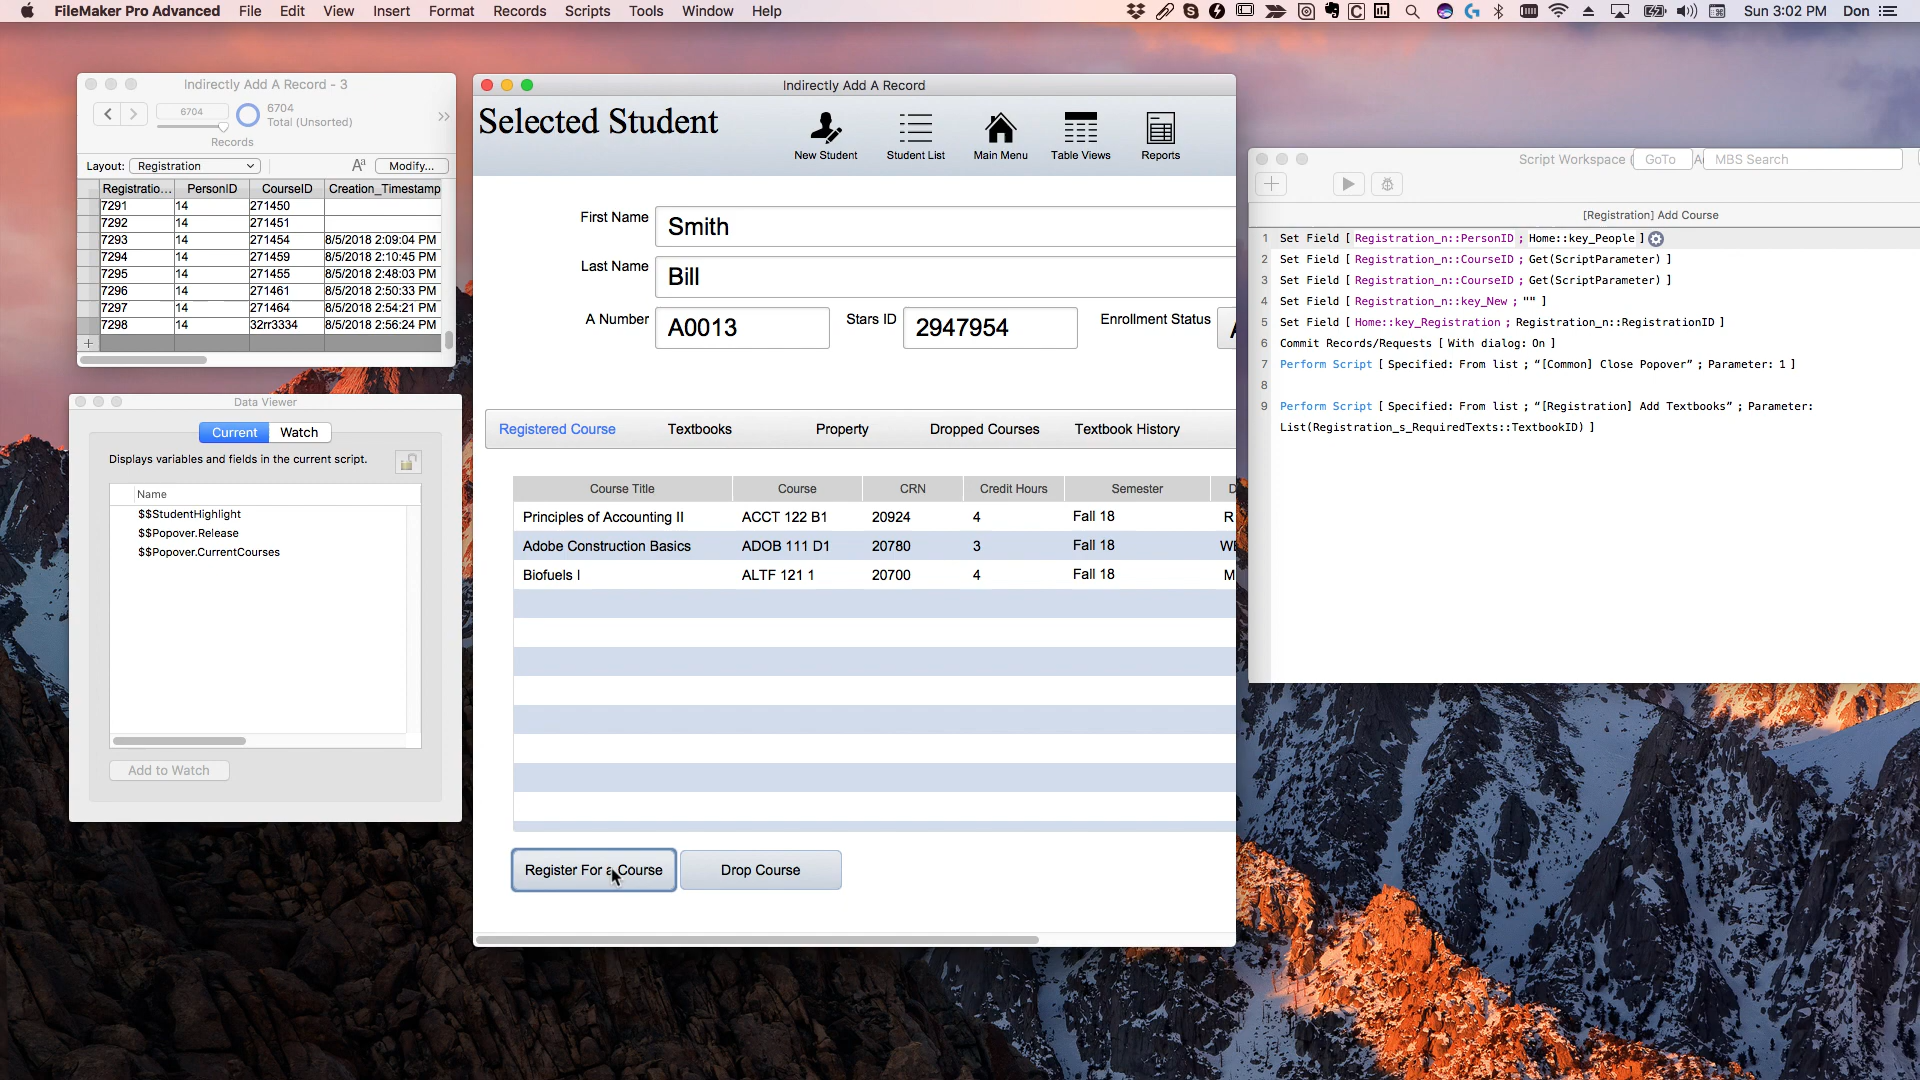 FileMaker Pro Advanced File Edit View Insert Format Records Scripts Tools Window Help Sun 3:02 PM Don
Indirectly Add A Record - 3
6704
6704
Total (Unsorted)
Records
Layout: Registration Modify...
Registratio... PersonID CourseID Creation_Timestamp
7291 14 271450
7292 14 271451
7293 14 271454 8/5/2018 2:09:04 PM
7294 14 271459 8/5/2018 2:10:45 PM
7295 14 271455 8/5/2018 2:48:03 PM
7296 14 271461 8/5/2018 2:50:33 PM
7297 14 271464 8/5/2018 2:54:21 PM
7298 14 32rr3334 8/5/2018 2:56:24 PM
Data Viewer
Current Watch
Displays variables and fields in the current script.
Name
$$StudentHighlight
$$Popover.Release
$$Popover.CurrentCourses
Add to Watch
Indirectly Add A Record
Selected Student
New Student Student List Main Menu Table Views Reports
First Name Smith
Last Name Bill
A Number A0013 Stars ID 2947954 Enrollment Status
Registered Course Textbooks Property Dropped Courses Textbook History
Course Title Course CRN Credit Hours Semester D
Principles of Accounting II ACCT 122 B1 20924 4 Fall 18 R
Adobe Construction Basics ADOB 111 D1 20780 3 Fall 18
Biofuels I ALTF 121 1 20700 4 Fall 18 M
Register For a Course Drop Course
Script Workspace ( GoTo MBS Search
[Registration] Add Course
1 Set Field [ Registration_n::PersonID ; Home::key_People ]
2 Set Field [ Registration_n::CourseID ; Get(ScriptParameter) ]
3 Set Field [ Registration_n::CourseID ; Get(ScriptParameter) ]
4 Set Field [ Registration_n::key_New ; "" ]
5 Set Field [ Home::key_Registration ; Registration_n::RegistrationID ]
6 Commit Records/Requests [ With dialog: On ]
7 Perform Script [ Specified: From list ; “[Common] Close Popover” ; Parameter: 1 ]
8
9 Perform Script [ Specified: From list ; “[Registration] Add Textbooks” ; Parameter:
List(Registration_s_RequiredTexts::TextbookID) ]